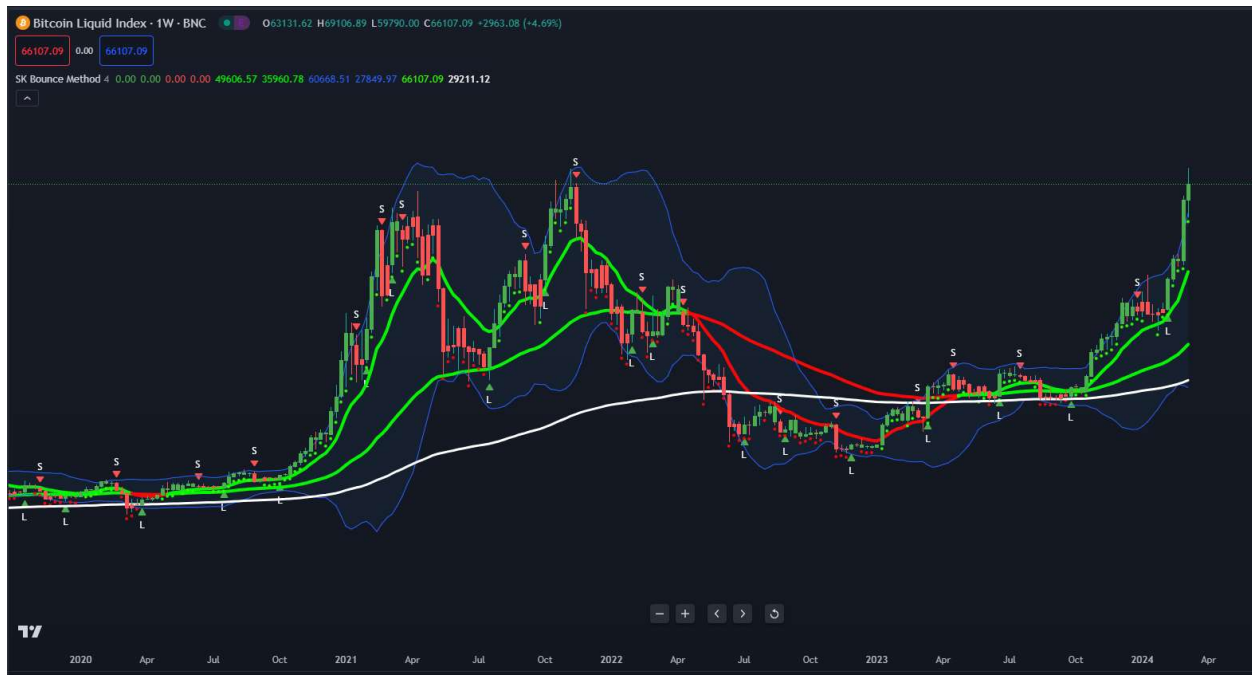 Bitcoin Liquid Index · 1W · BNC O63131.62 H69106.89 L59790.00 C66107.09 +2963.08 (+4.69%)
66107.09 0.00 66107.09
SK Bounce Method 4 0.00 0.00 0.00 0.00 49606.57 35960.78 60668.51 27849.97 66107.09 29211.12
S
S
S
S
S
S
S
L
S
L
S
S
L
L
S
S
S
S
L
L
S
S
L
L
S
S
L
L
S
S
S
S
L
L
L
L
L
L
L
L
L
2020 Apr Jul Oct 2021 Apr Jul Oct 2022 Apr Jul Oct 2023 Apr Jul Oct 2024 Apr